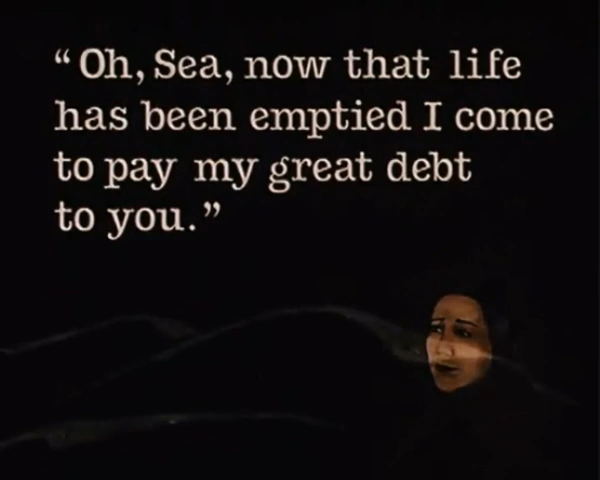 “Oh, Sea, now that life
has been emptied I come
to pay my great debt
to you.”